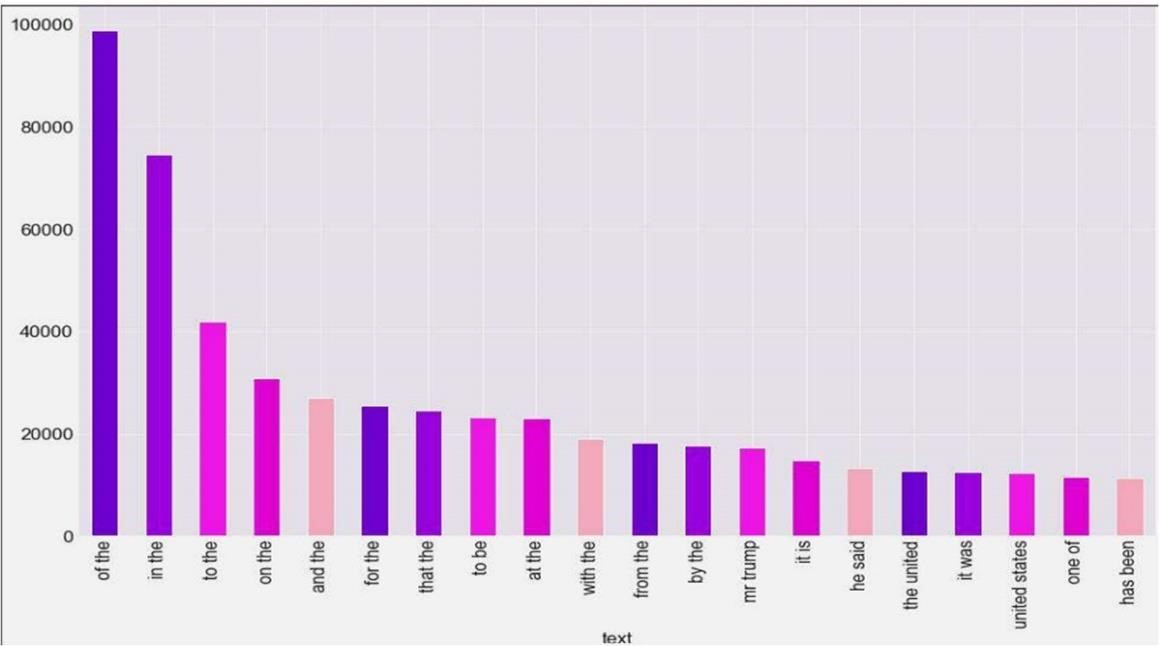 100000
80000
60000
40000
20000
0
of the
in the
to the
on the
and the
for the
that the
to be
at the
with the
from the
by the
mr trump
it is
he said
the united
it was
united states
one of
has been
text